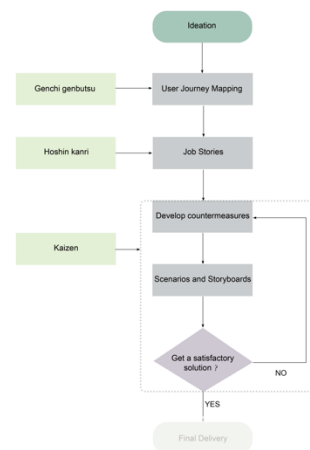 Ideation
Genchi genbutsu
User Journey Mapping
Hoshin kanri
Job Stories
Develop countermeasures
Kaizen
Scenarios and Storyboards
Get a satisfactory
solution ?
NO
YES
Final Delivery